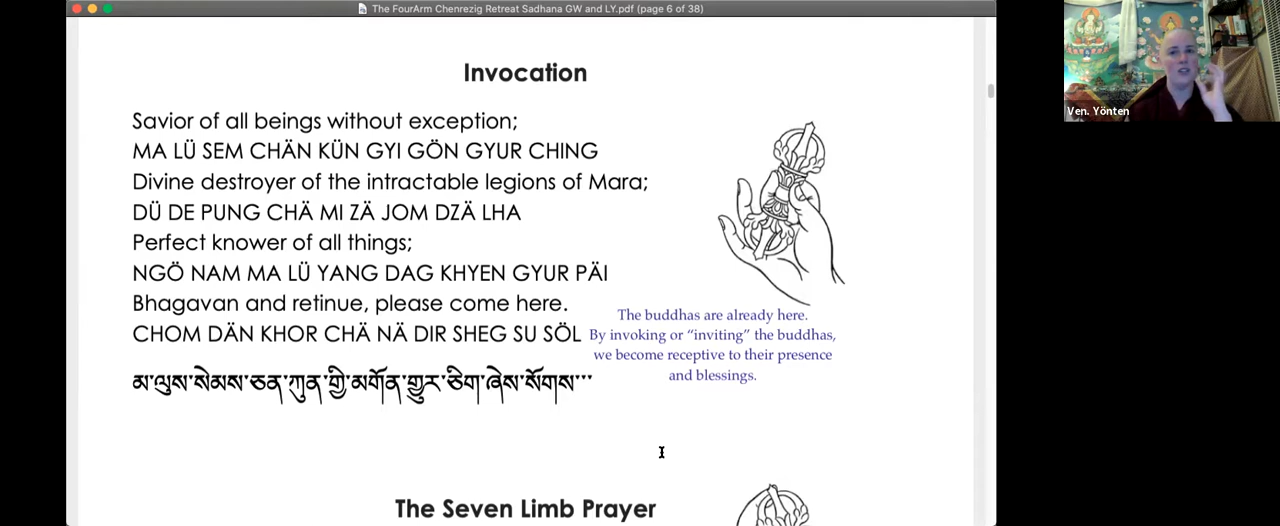 The FourArm Chenrezig Retreat Sadhana GW and LY.pdf (page 6 of 38)
Ven. Yönten
Invocation
Savior of all beings without exception;
MA LÜ SEM CHÄN KÜN GYI GÖN GYUR CHING
Divine destroyer of the intractable legions of Mara;
DÜ DE PUNG CHÄ MI ZÄ JOM DZÄ LHA
Perfect knower of all things;
NGÖ NAM MA LÜ YANG DAG KHYEN GYUR PÄI
Bhagavan and retinue, please come here.
CHOM DÄN KHOR CHÄ NÄ DIR SHEG SU SÖL
མ་ལུས་སེམས་ཅན་ཀུན་གྱི་མགོན་གྱུར་ཅིག་ཞེས་སོགས་་་
The buddhas are already here.
By invoking or “inviting” the buddhas,
we become receptive to their presence
and blessings.
The Seven Limb Prayer